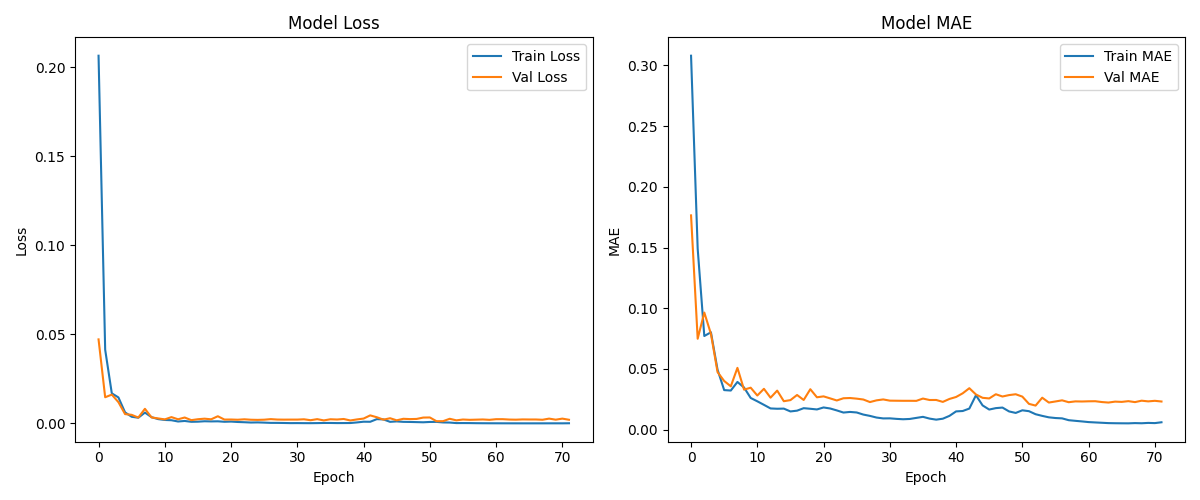 Model Loss
Train Loss
Val Loss
0.20
0.15
0.10
0.05
0.00
Loss
0 10 20 30 40 50 60 70
Epoch
Model MAE
Train MAE
Val MAE
0.30
0.25
0.20
0.15
0.10
0.05
0.00
MAE
0 10 20 30 40 50 60 70
Epoch